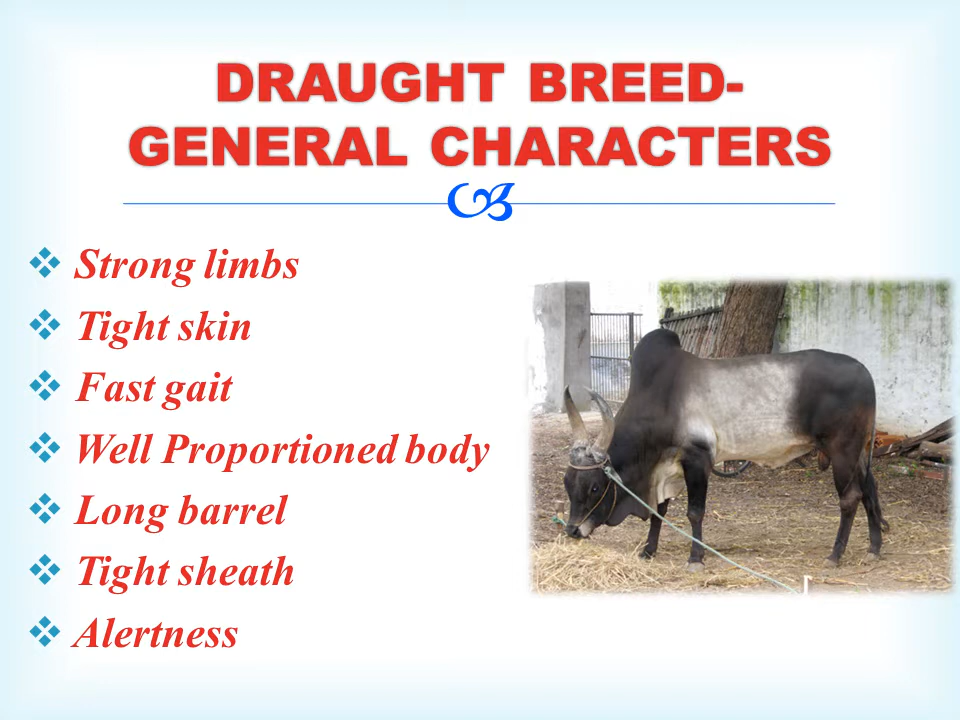 DRAUGHT BREED-
GENERAL CHARACTERS
Strong limbs
Tight skin
Fast gait
Well Proportioned body
Long barrel
Tight sheath
Alertness